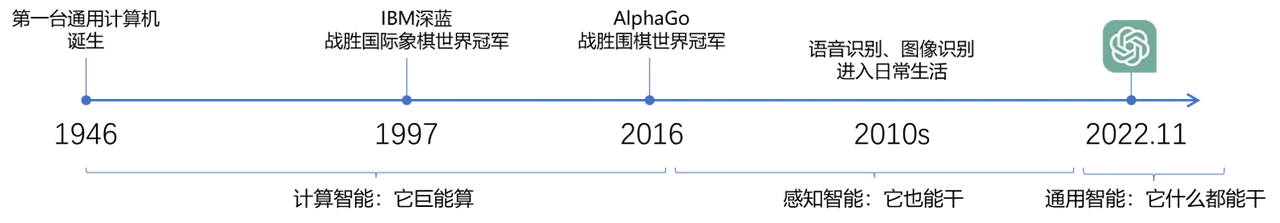 第一台通用计算机
诞生
IBM深蓝
战胜国际象棋世界冠军
AlphaGo
战胜围棋世界冠军
语音识别、图像识别
进入日常生活
1946
1997
2016
2010s
2022.11
计算智能：它巨能算
感知智能：它也能干
通用智能：它什么都能干